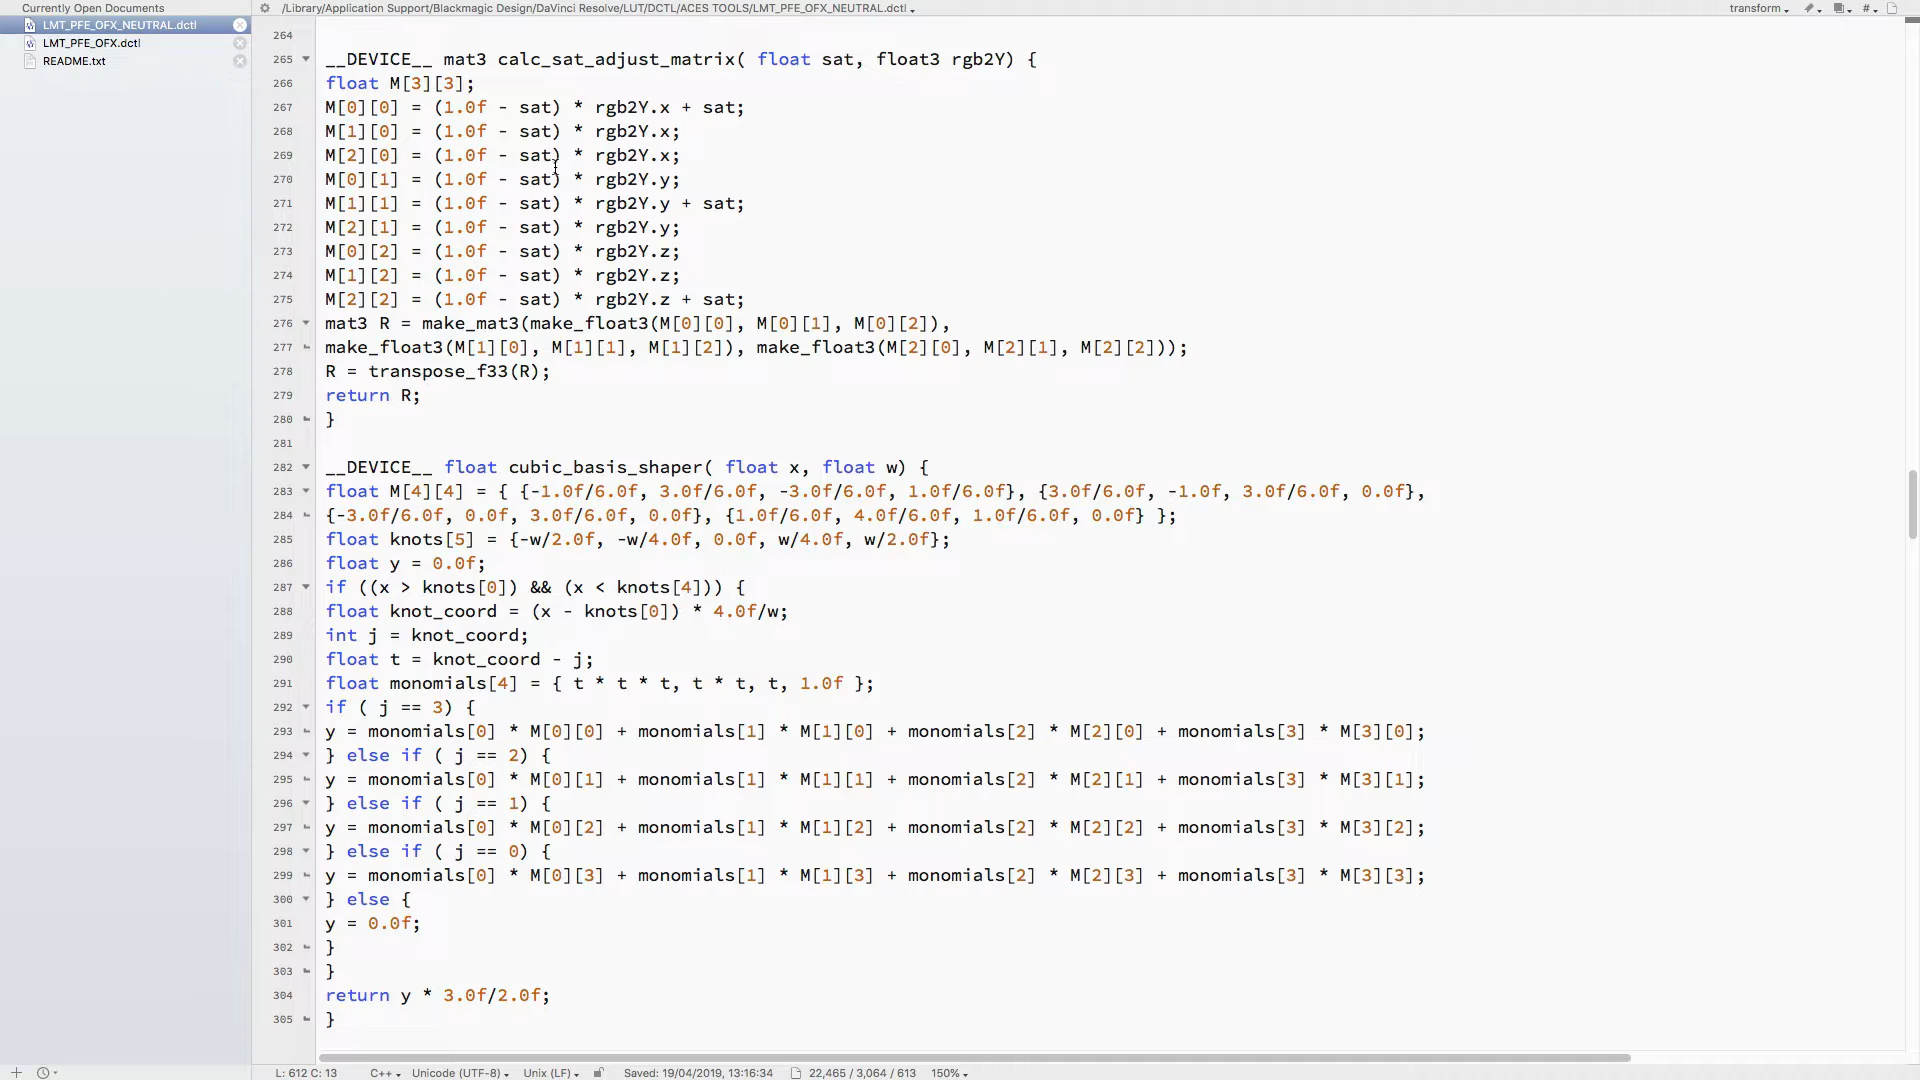 Currently Open Documents
/Library/Application Support/Blackmagic Design/DaVinci Resolve/LUT/DCTL/ACES TOOLS/LMT_PFE_OFX_NEUTRAL.dctl
transform
#
LMT_PFE_OFX_NEUTRAL.dctl
LMT_PFE_OFX.dctl
README.txt
264
265 __DEVICE__ mat3 calc_sat_adjust_matrix( float sat, float3 rgb2Y) {
266 float M[3][3];
267 M[0][0] = (1.0f - sat) * rgb2Y.x + sat;
268 M[1][0] = (1.0f - sat) * rgb2Y.x;
269 M[2][0] = (1.0f - sat) * rgb2Y.x;
270 M[0][1] = (1.0f - sat) * rgb2Y.y;
271 M[1][1] = (1.0f - sat) * rgb2Y.y + sat;
272 M[2][1] = (1.0f - sat) * rgb2Y.y;
273 M[0][2] = (1.0f - sat) * rgb2Y.z;
274 M[1][2] = (1.0f - sat) * rgb2Y.z;
275 M[2][2] = (1.0f - sat) * rgb2Y.z + sat;
276 mat3 R = make_mat3(make_float3(M[0][0], M[0][1], M[0][2]),
277 make_float3(M[1][0], M[1][1], M[1][2]), make_float3(M[2][0], M[2][1], M[2][2]));
278 R = transpose_f33(R);
279 return R;
280 }
281
282 __DEVICE__ float cubic_basis_shaper( float x, float w) {
283 float M[4][4] = { {-1.0f/6.0f, 3.0f/6.0f, -3.0f/6.0f, 1.0f/6.0f}, {3.0f/6.0f, -1.0f, 3.0f/6.0f, 0.0f},
284 {-3.0f/6.0f, 0.0f, 3.0f/6.0f, 0.0f}, {1.0f/6.0f, 4.0f/6.0f, 1.0f/6.0f, 0.0f} };
285 float knots[5] = {-w/2.0f, -w/4.0f, 0.0f, w/4.0f, w/2.0f};
286 float y = 0.0f;
287 if ((x > knots[0]) && (x < knots[4])) {
288 float knot_coord = (x - knots[0]) * 4.0f/w;
289 int j = knot_coord;
290 float t = knot_coord - j;
291 float monomials[4] = { t * t * t, t * t, t, 1.0f };
292 if ( j == 3) {
293 y = monomials[0] * M[0][0] + monomials[1] * M[1][0] + monomials[2] * M[2][0] + monomials[3] * M[3][0];
294 } else if ( j == 2) {
295 y = monomials[0] * M[0][1] + monomials[1] * M[1][1] + monomials[2] * M[2][1] + monomials[3] * M[3][1];
296 } else if ( j == 1) {
297 y = monomials[0] * M[0][2] + monomials[1] * M[1][2] + monomials[2] * M[2][2] + monomials[3] * M[3][2];
298 } else if ( j == 0) {
299 y = monomials[0] * M[0][3] + monomials[1] * M[1][3] + monomials[2] * M[2][3] + monomials[3] * M[3][3];
300 } else {
301 y = 0.0f;
302 }
303 }
304 return y * 3.0f/2.0f;
305 }
L: 612 C: 13 C++ Unicode (UTF-8) Unix (LF) Saved: 19/04/2019, 13:16:34 22,465 / 3,064 / 613 150%